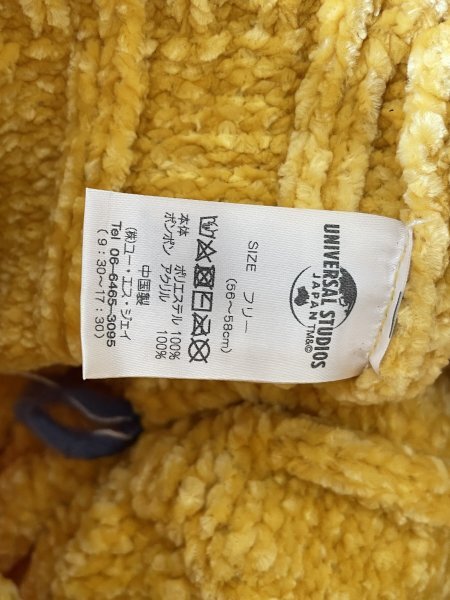 UNIVERSAL STUDIOS
JAPAN TM&©
SIZE フリー
(56～58cm)
本体 ポリエステル 100%
ポンポン アクリル 100%
中国製
(株)ユー・エス・ジェイ
Tel 06-6465-3095
(9:30～17:30)